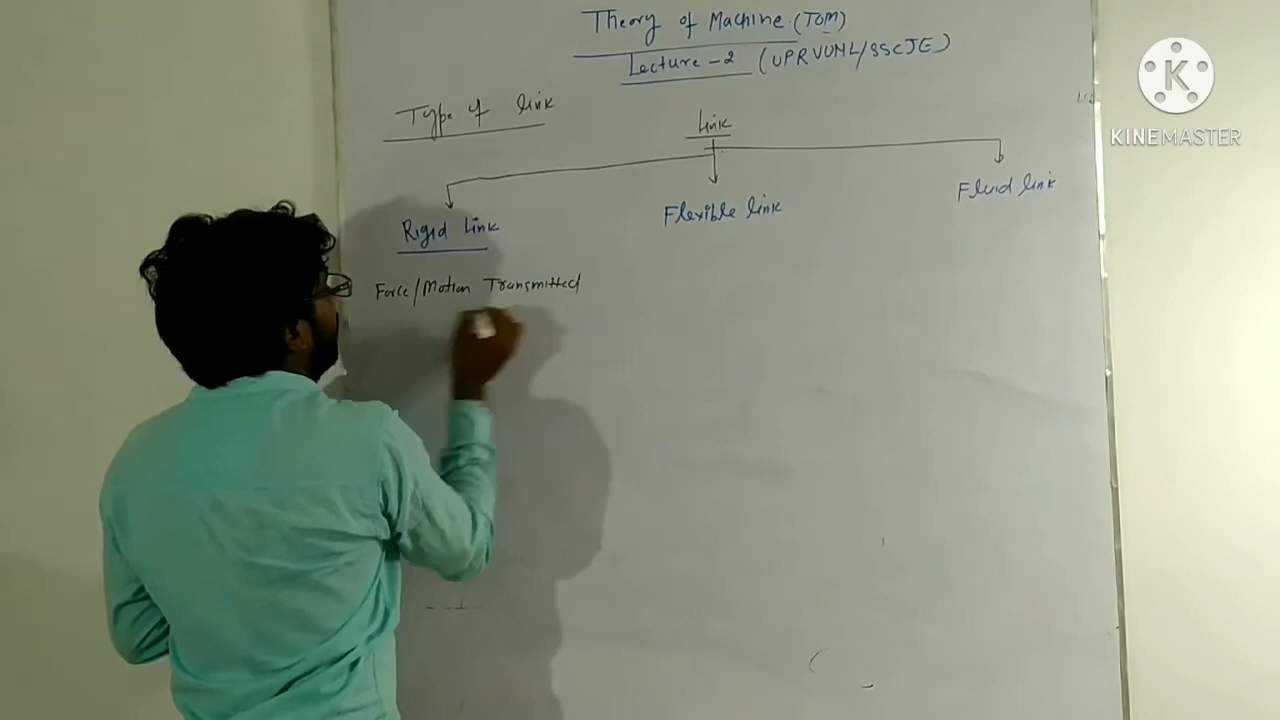 Theory of Machine (TOM)
Lecture-2 (UPRVUNL/SSCJE)
Type of link
Link
Rigid Link
Flexible link
Fluid link
Force/Motion Transmitted
K
KINEMASTER